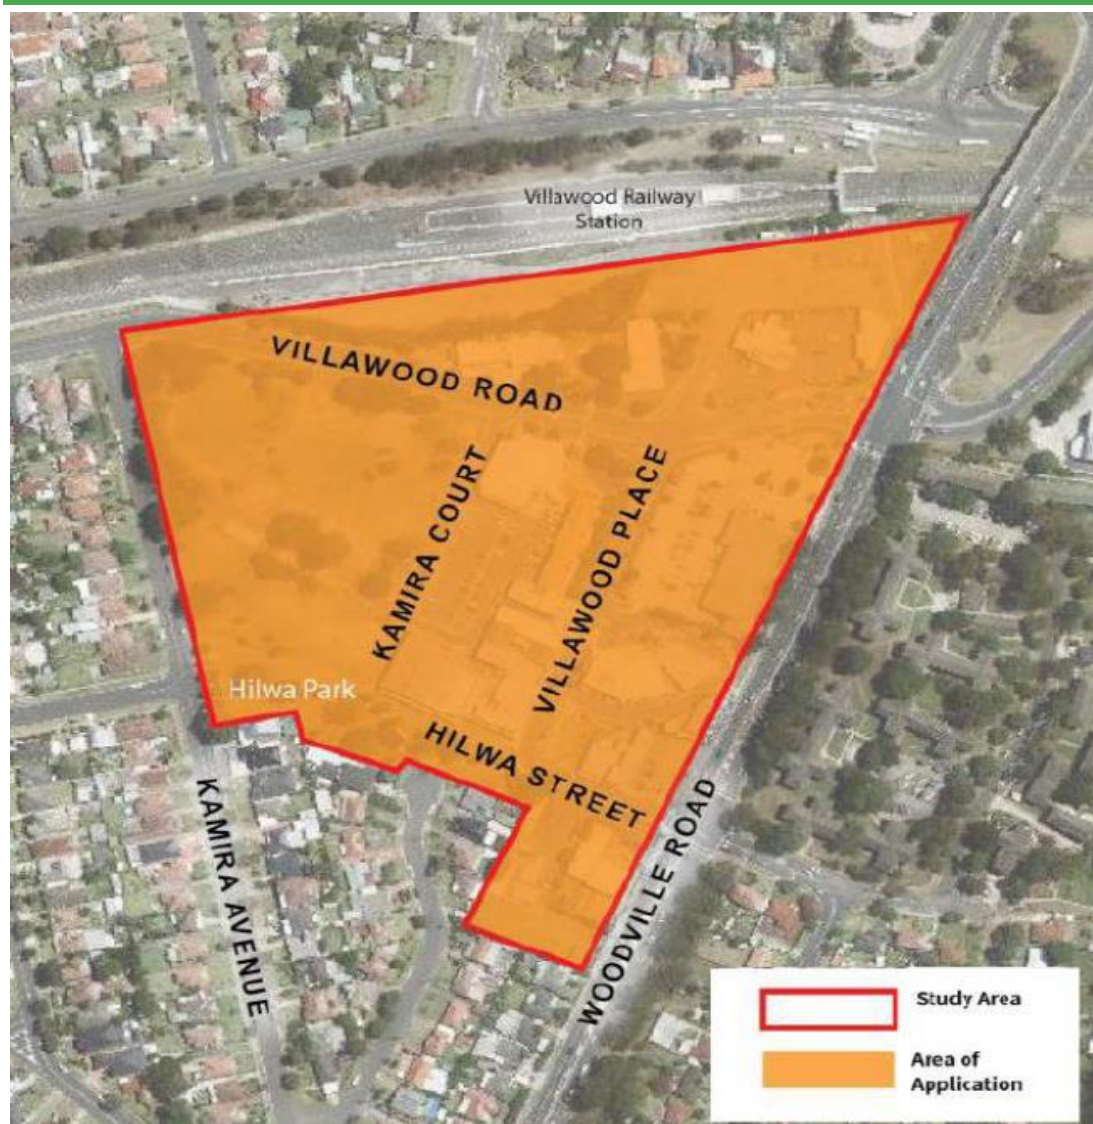 Villawood Railway
Station
VILLAWOOD ROAD
KAMIRA COURT
VILLAWOOD PLACE
Hilwa Park
HILWA STREET
KAMIRA AVENUE
WOODVILLE ROAD
Study Area
Area of
Application